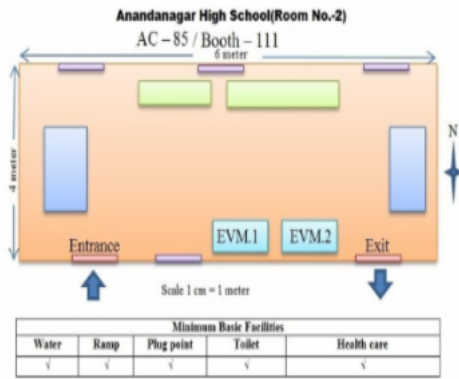 Anandanagar High School(Room No.-2)
AC – 85 / Booth – 111
6 meter
4 meter
N
EVM.1
EVM.2
Entrance
Exit
Scale 1 cm = 1 meter
Minimum Basic Facilities
Water Ramp Plug point Toilet Health care
√ √ √ √ √